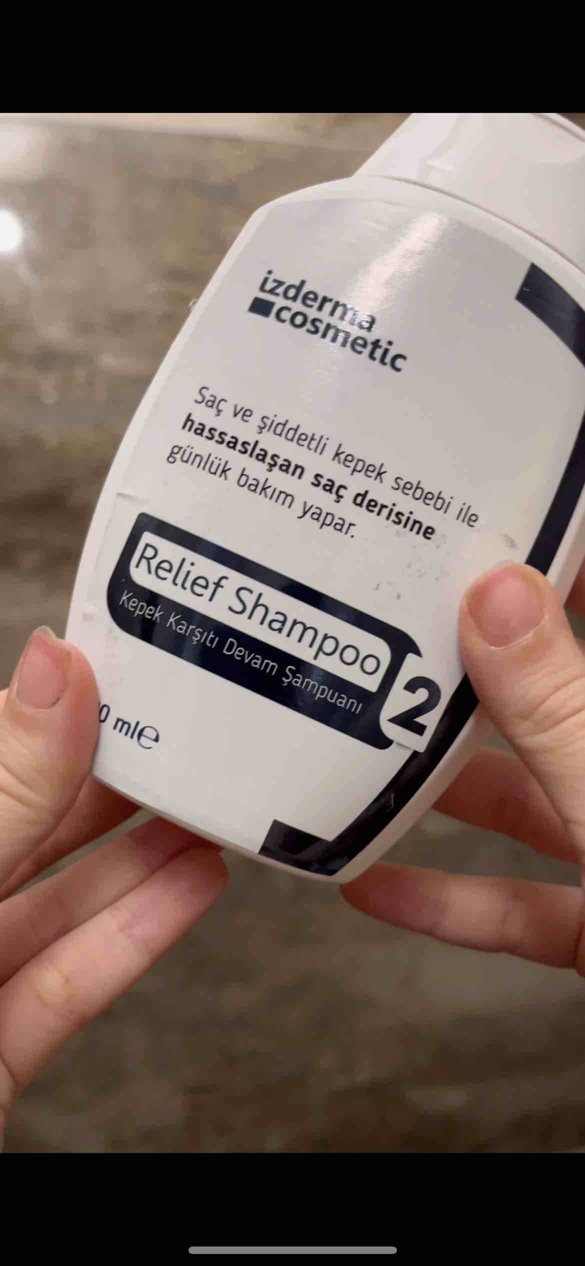 izderma
cosmetic
Saç ve şiddetli kepek sebebi ile
hassaslaşan saç derisine
günlük bakım yapar.
Relief Shampoo
Kepek Karşıtı Devam Şampuanı
2
0 ml℮